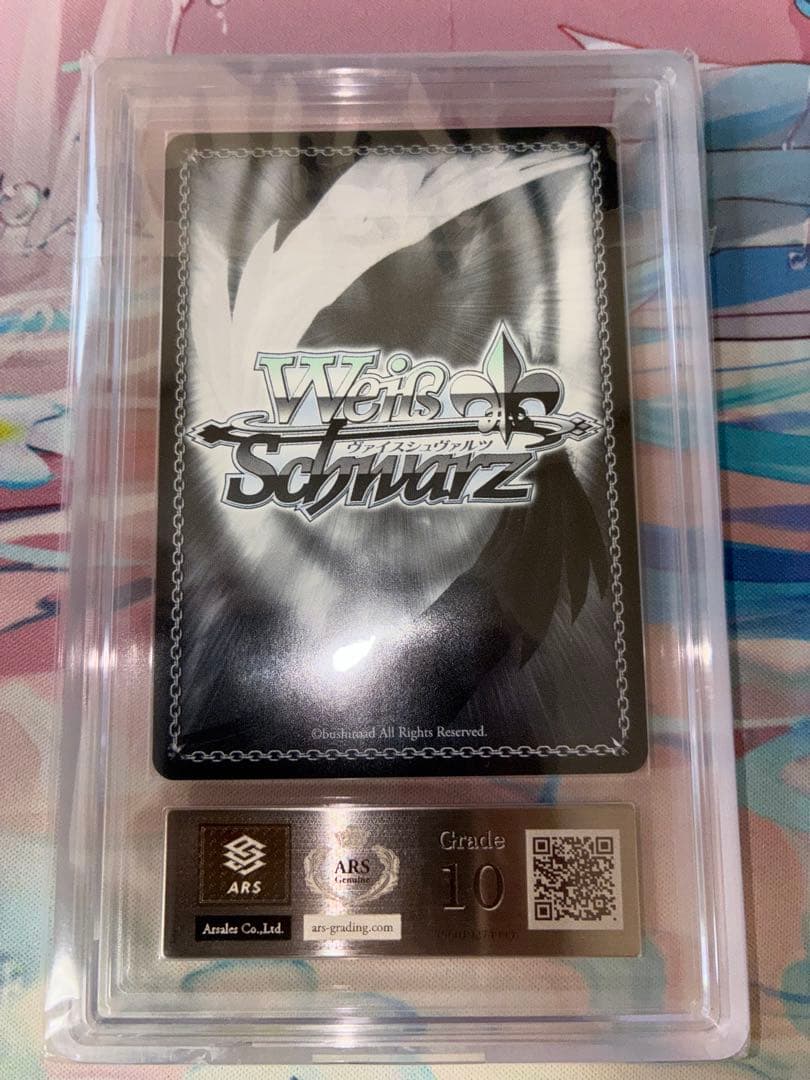 Weiß
ヴァイスシュヴァルツ
Schwarz
©bushiroad All Rights Reserved.
ARS
Arsales Co.,Ltd.
ARS
Genuine
ars-grading.com
Grade
10